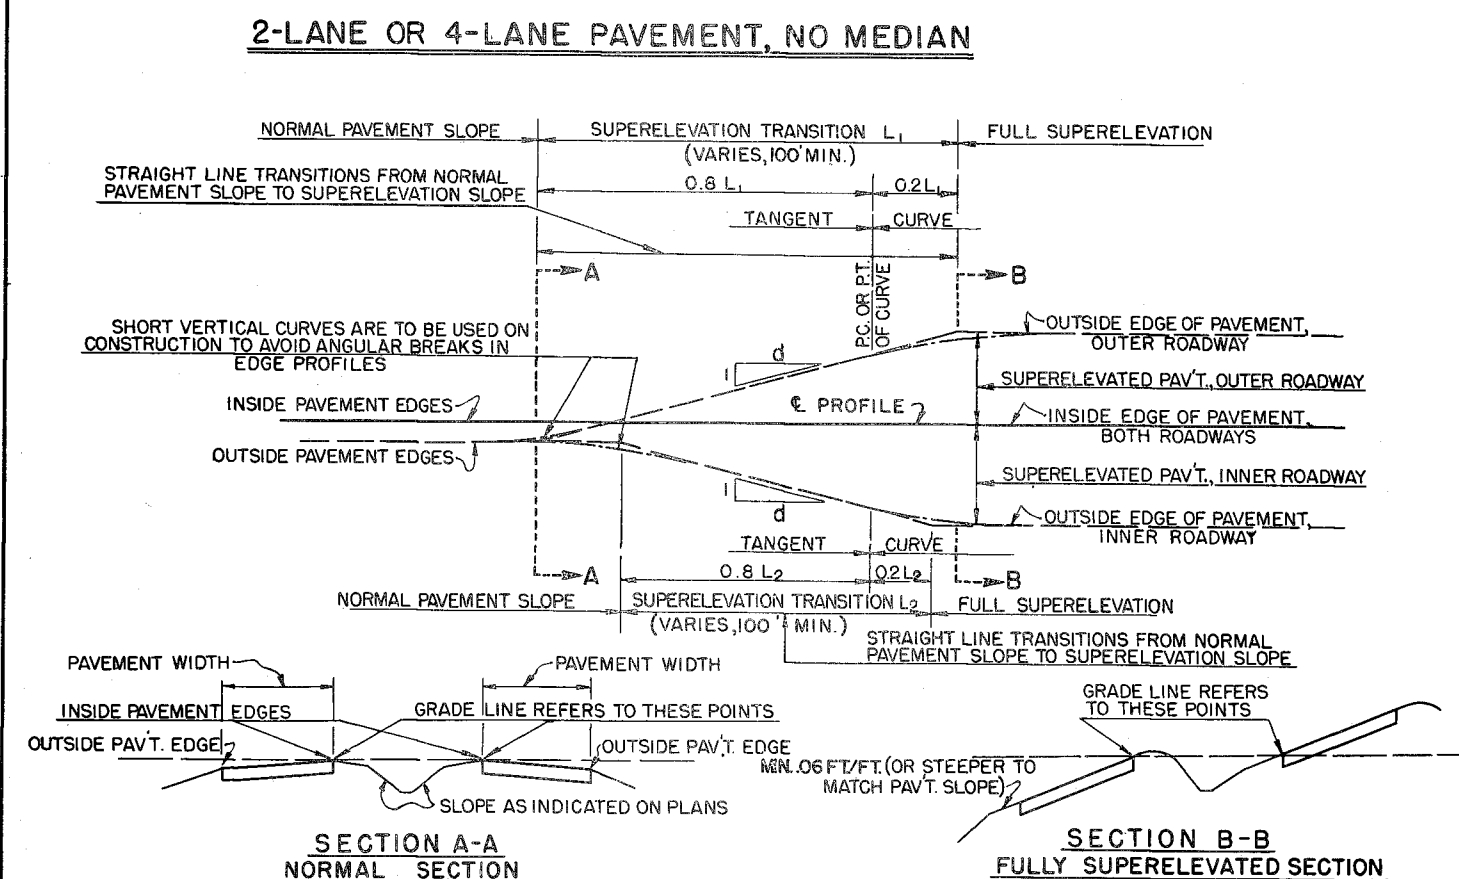 2-LANE OR 4-LANE PAVEMENT, NO MEDIAN
NORMAL PAVEMENT SLOPE
SUPERELEVATION TRANSITION L1
(VARIES, 100' MIN.)
FULL SUPERELEVATION
STRAIGHT LINE TRANSITIONS FROM NORMAL
PAVEMENT SLOPE TO SUPERELEVATION SLOPE
0.8 L1
0.2L1
TANGENT
CURVE
A
B
P.C. OR P.T.
OF CURVE
SHORT VERTICAL CURVES ARE TO BE USED ON
CONSTRUCTION TO AVOID ANGULAR BREAKS IN
EDGE PROFILES
d
1
OUTSIDE EDGE OF PAVEMENT,
OUTER ROADWAY
SUPERELEVATED PAV'T., OUTER ROADWAY
INSIDE PAVEMENT EDGES
℄ PROFILE
INSIDE EDGE OF PAVEMENT,
BOTH ROADWAYS
OUTSIDE PAVEMENT EDGES
SUPERELEVATED PAV'T., INNER ROADWAY
1
d
OUTSIDE EDGE OF PAVEMENT,
INNER ROADWAY
TANGENT
CURVE
A
0.8 L2
0.2L2
B
NORMAL PAVEMENT SLOPE
SUPERELEVATION TRANSITION L2
(VARIES, 100' MIN.)
FULL SUPERELEVATION
STRAIGHT LINE TRANSITIONS FROM NORMAL
PAVEMENT SLOPE TO SUPERELEVATION SLOPE
PAVEMENT WIDTH
PAVEMENT WIDTH
INSIDE PAVEMENT EDGES
GRADE LINE REFERS TO THESE POINTS
OUTSIDE PAV'T. EDGE
OUTSIDE PAV'T. EDGE
SLOPE AS INDICATED ON PLANS
SECTION A-A
NORMAL SECTION
GRADE LINE REFERS
TO THESE POINTS
MIN. .06 FT/FT. (OR STEEPER TO
MATCH PAV'T. SLOPE)
SECTION B-B
FULLY SUPERELEVATED SECTION